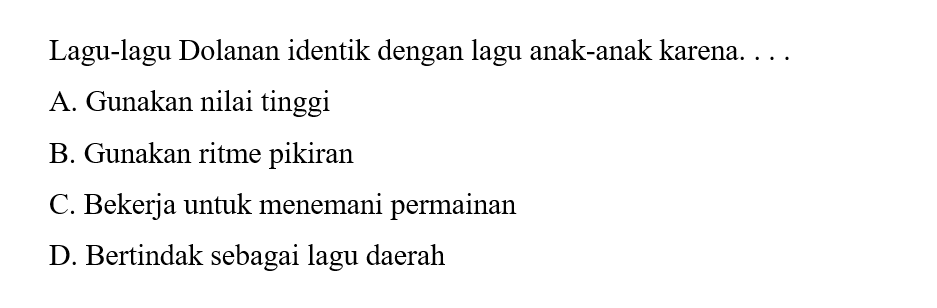 Lagu-lagu Dolanan identik dengan lagu anak-anak karena. . . .
A. Gunakan nilai tinggi
B. Gunakan ritme pikiran
C. Bekerja untuk menemani permainan
D. Bertindak sebagai lagu daerah